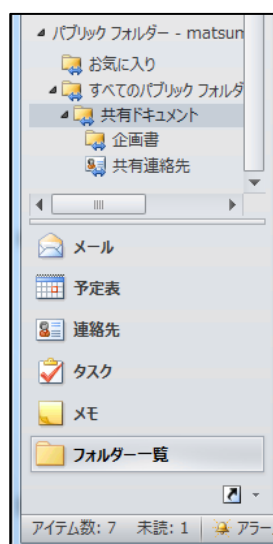 パブリック フォルダー - matsum
お気に入り
すべてのパブリック フォルダ
共有ドキュメント
企画書
共有連絡先
メール
予定表
連絡先
タスク
メモ
フォルダー一覧
アイテム数: 7 未読: 1 アラー